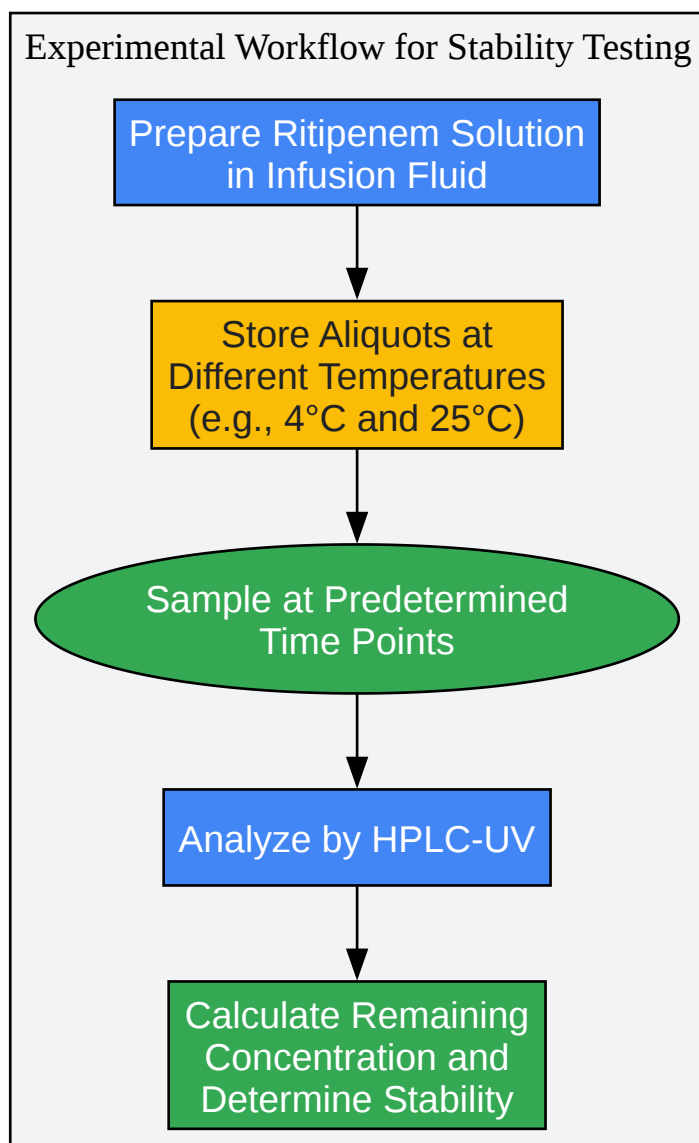 Experimental Workflow for Stability Testing
Prepare Ritipenem Solution
in Infusion Fluid
Store Aliquots at
Different Temperatures
(e.g., 4°C and 25°C)
Sample at Predetermined
Time Points
Analyze by HPLC-UV
Calculate Remaining
Concentration and
Determine Stability